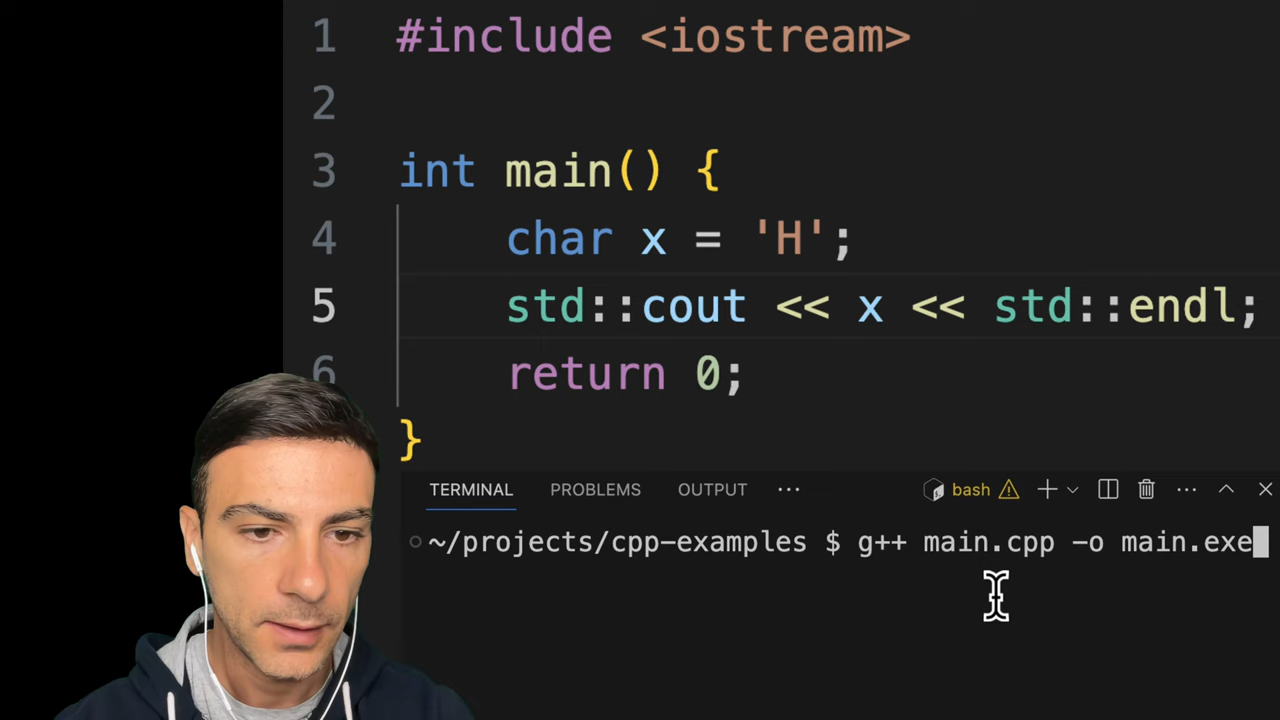 1 #include <iostream>
2
3 int main() {
4 char x = 'H';
5 std::cout << x << std::endl;
6 return 0;
}
TERMINAL PROBLEMS OUTPUT ··· bash
~/projects/cpp-examples $ g++ main.cpp -o main.exe